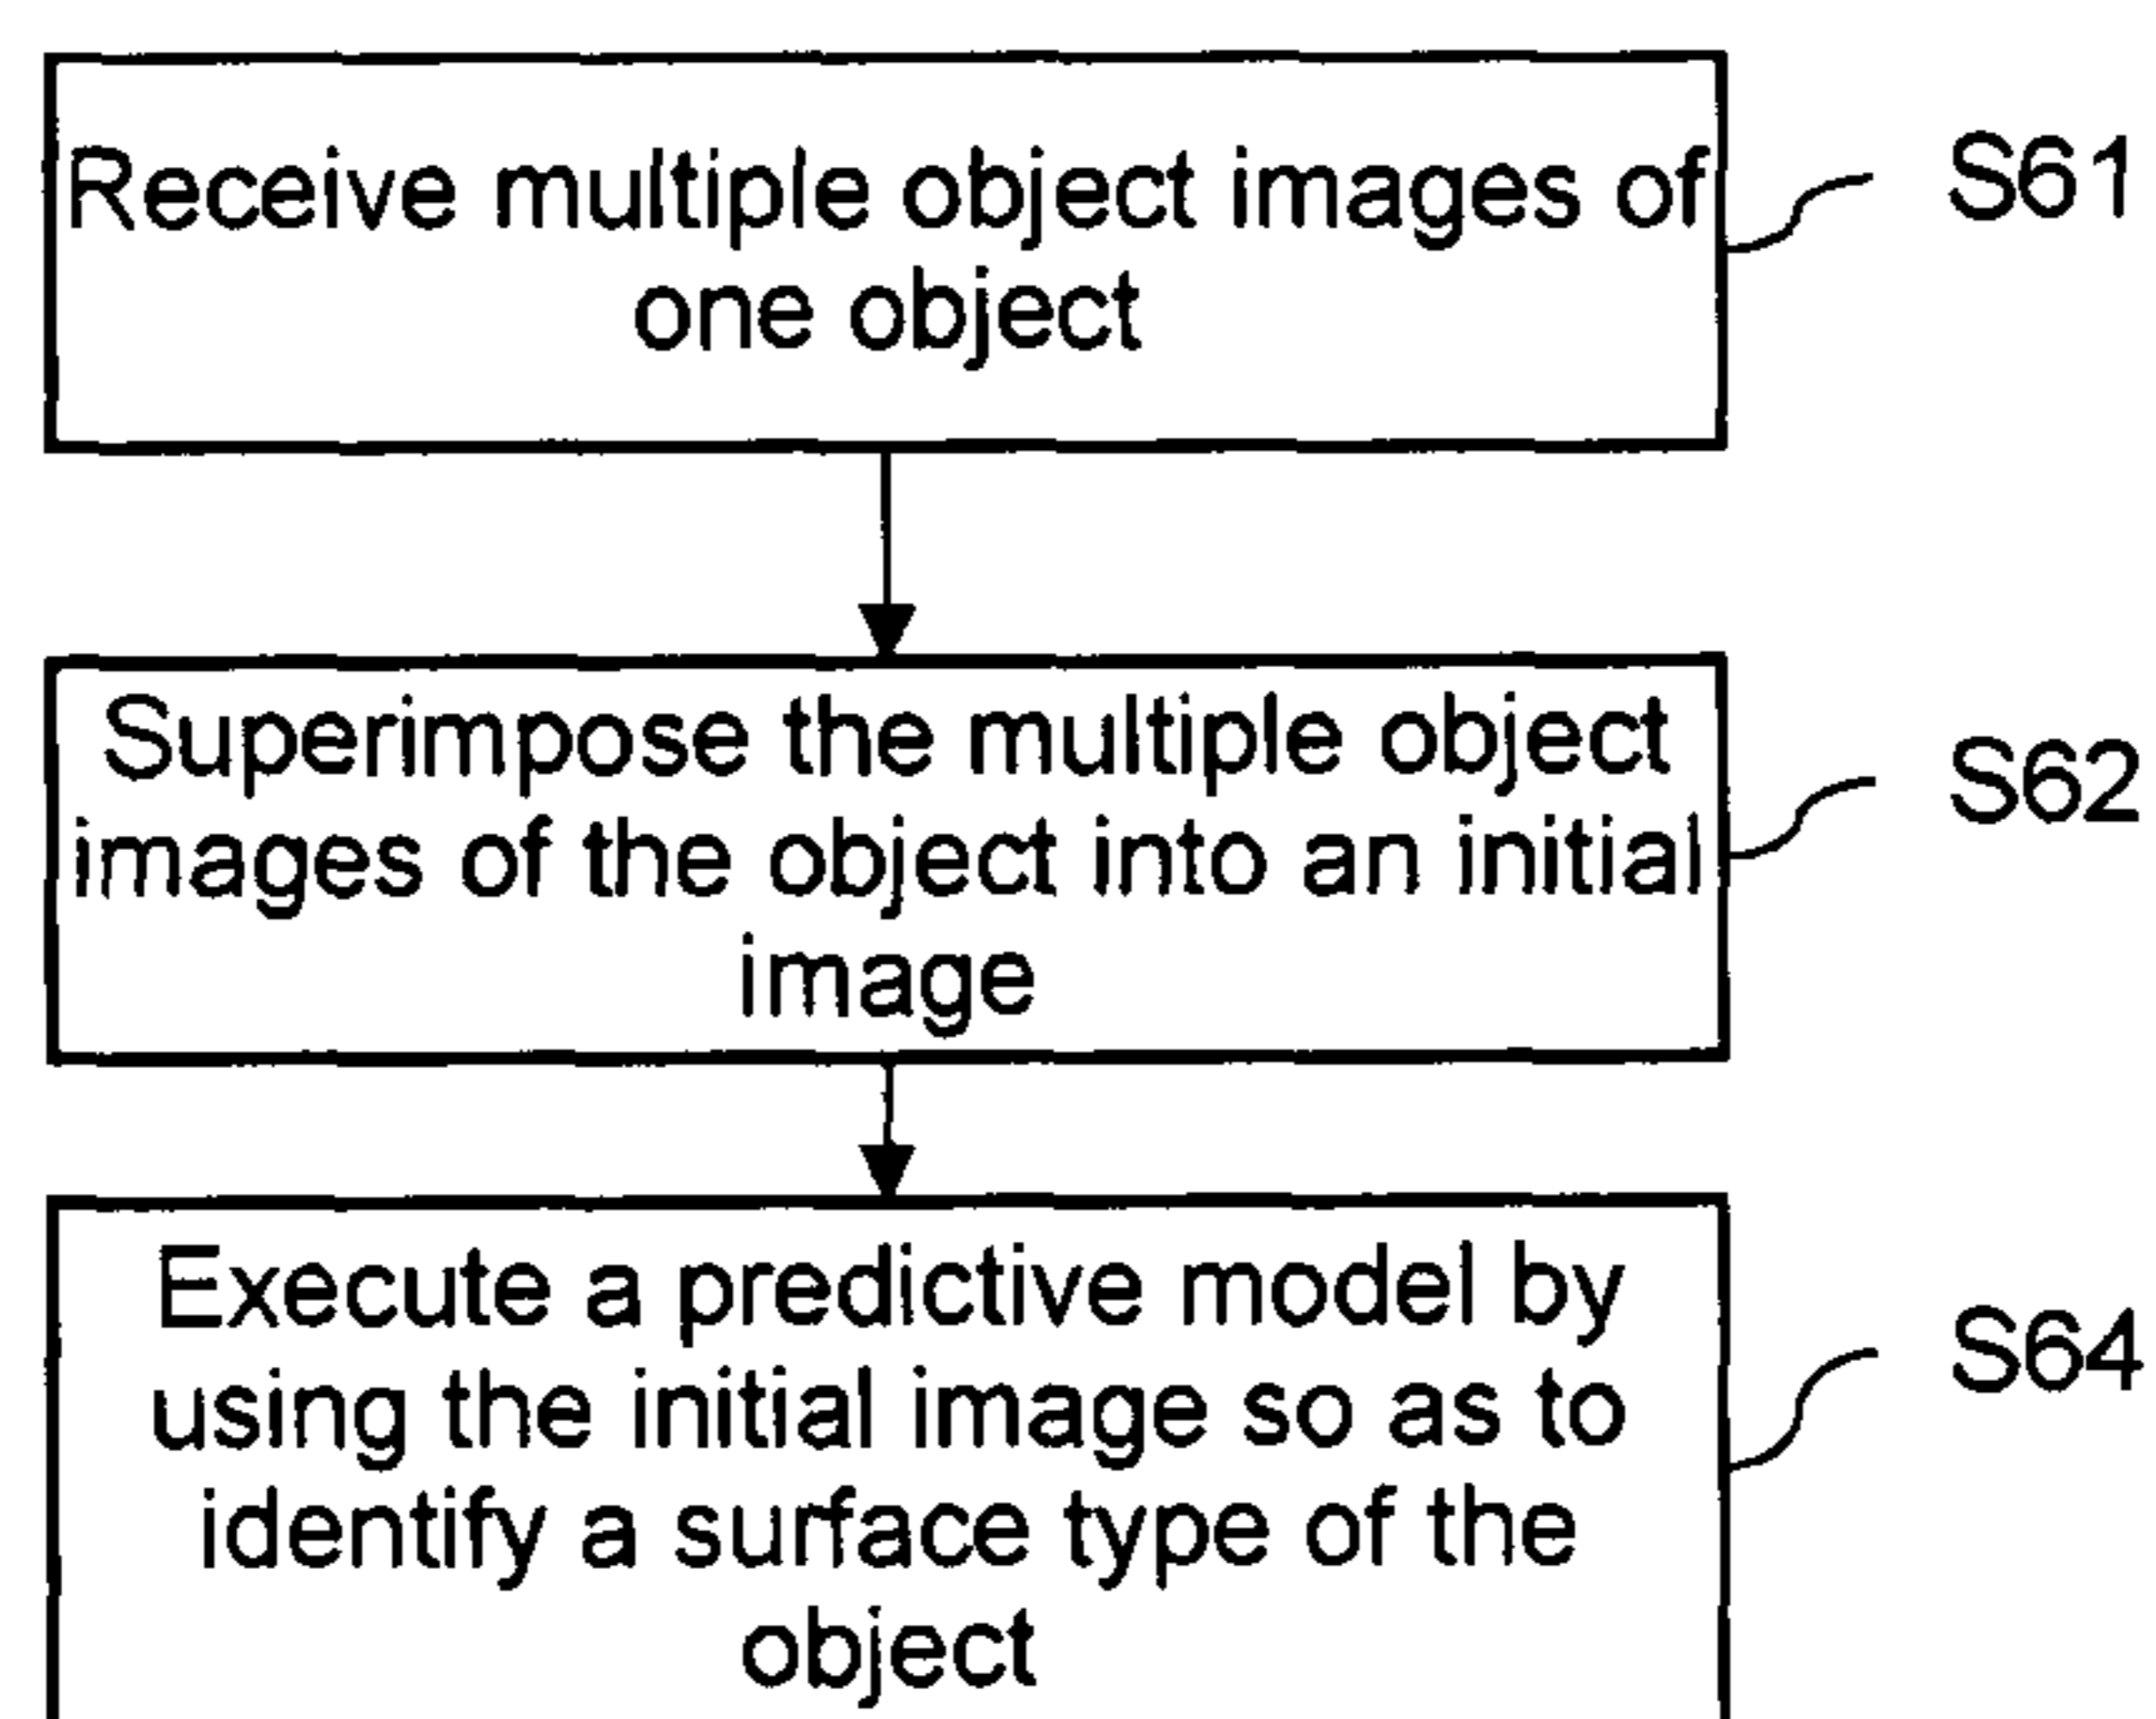 Receive multiple object images of
one object
S61
Superimpose the multiple object
images of the object into an initial
image
S62
Execute a predictive model by
using the initial image so as to
identify a surface type of the
object
S64